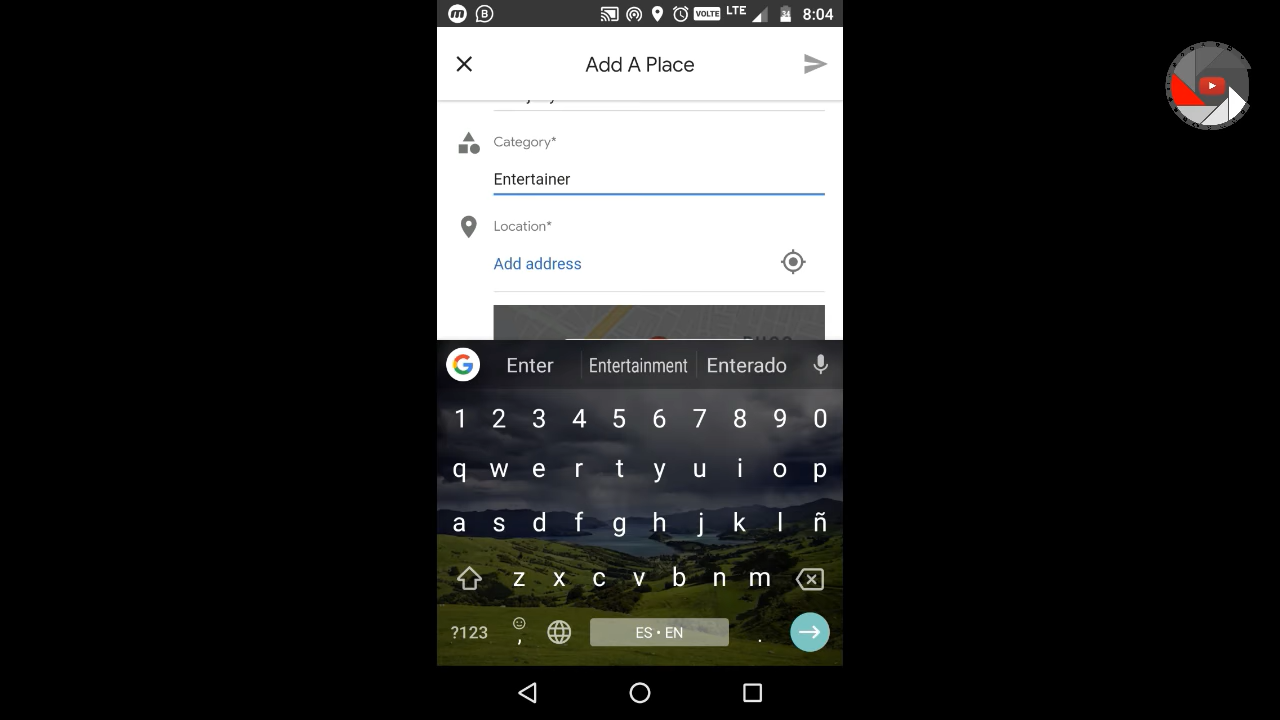 VOLTE LTE 34 8:04
Add A Place
Category*
Entertainer
Location*
Add address
Enter Entertainment Enterado
1 2 3 4 5 6 7 8 9 0
q w e r t y u i o p
a s d f g h j k l ñ
z x c v b n m
?123 , ES • EN .